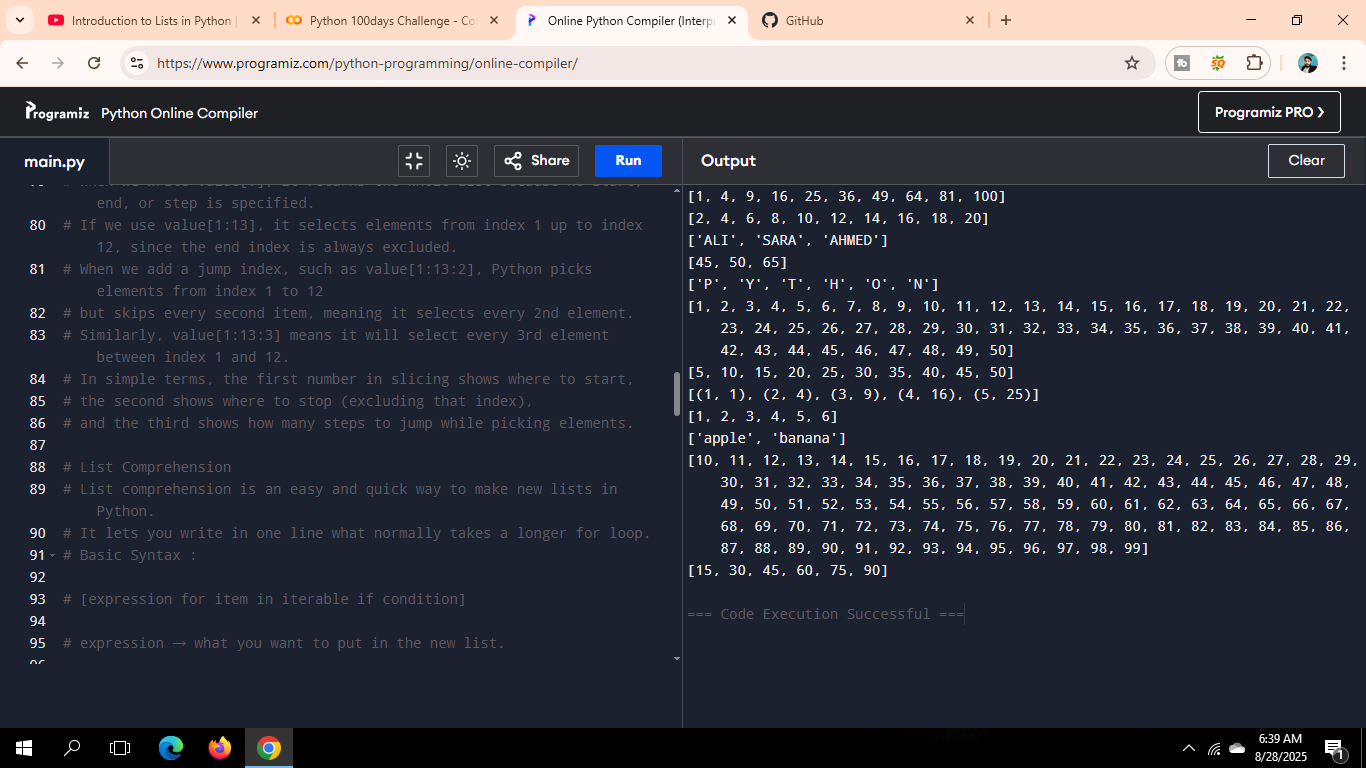 Introduction to Lists in Python
Python 100days Challenge - Co
Online Python Compiler (Interp
GitHub
https://www.programiz.com/python-programming/online-compiler/
Programiz Python Online Compiler
Programiz PRO
main.py
Share
Run
Output
Clear
end, or step is specified.
80 # If we use value[1:13], it selects elements from index 1 up to index
12, since the end index is always excluded.
81 # When we add a jump index, such as value[1:13:2], Python picks
elements from index 1 to 12
82 # but skips every second item, meaning it selects every 2nd element.
83 # Similarly, value[1:13:3] means it will select every 3rd element
between index 1 and 12.
84 # In simple terms, the first number in slicing shows where to start,
85 # the second shows where to stop (excluding that index),
86 # and the third shows how many steps to jump while picking elements.
87
88 # List Comprehension
89 # List comprehension is an easy and quick way to make new lists in
Python.
90 # It lets you write in one line what normally takes a longer for loop.
91 # Basic Syntax :
92
93 # [expression for item in iterable if condition]
94
95 # expression → what you want to put in the new list.
96
[1, 4, 9, 16, 25, 36, 49, 64, 81, 100]
[2, 4, 6, 8, 10, 12, 14, 16, 18, 20]
['ALI', 'SARA', 'AHMED']
[45, 50, 65]
['P', 'Y', 'T', 'H', 'O', 'N']
[1, 2, 3, 4, 5, 6, 7, 8, 9, 10, 11, 12, 13, 14, 15, 16, 17, 18, 19, 20, 21, 22,
23, 24, 25, 26, 27, 28, 29, 30, 31, 32, 33, 34, 35, 36, 37, 38, 39, 40, 41,
42, 43, 44, 45, 46, 47, 48, 49, 50]
[5, 10, 15, 20, 25, 30, 35, 40, 45, 50]
[(1, 1), (2, 4), (3, 9), (4, 16), (5, 25)]
[1, 2, 3, 4, 5, 6]
['apple', 'banana']
[10, 11, 12, 13, 14, 15, 16, 17, 18, 19, 20, 21, 22, 23, 24, 25, 26, 27, 28, 29,
30, 31, 32, 33, 34, 35, 36, 37, 38, 39, 40, 41, 42, 43, 44, 45, 46, 47, 48,
49, 50, 51, 52, 53, 54, 55, 56, 57, 58, 59, 60, 61, 62, 63, 64, 65, 66, 67,
68, 69, 70, 71, 72, 73, 74, 75, 76, 77, 78, 79, 80, 81, 82, 83, 84, 85, 86,
87, 88, 89, 90, 91, 92, 93, 94, 95, 96, 97, 98, 99]
[15, 30, 45, 60, 75, 90]
=== Code Execution Successful ===
6:39 AM
8/28/2025
1